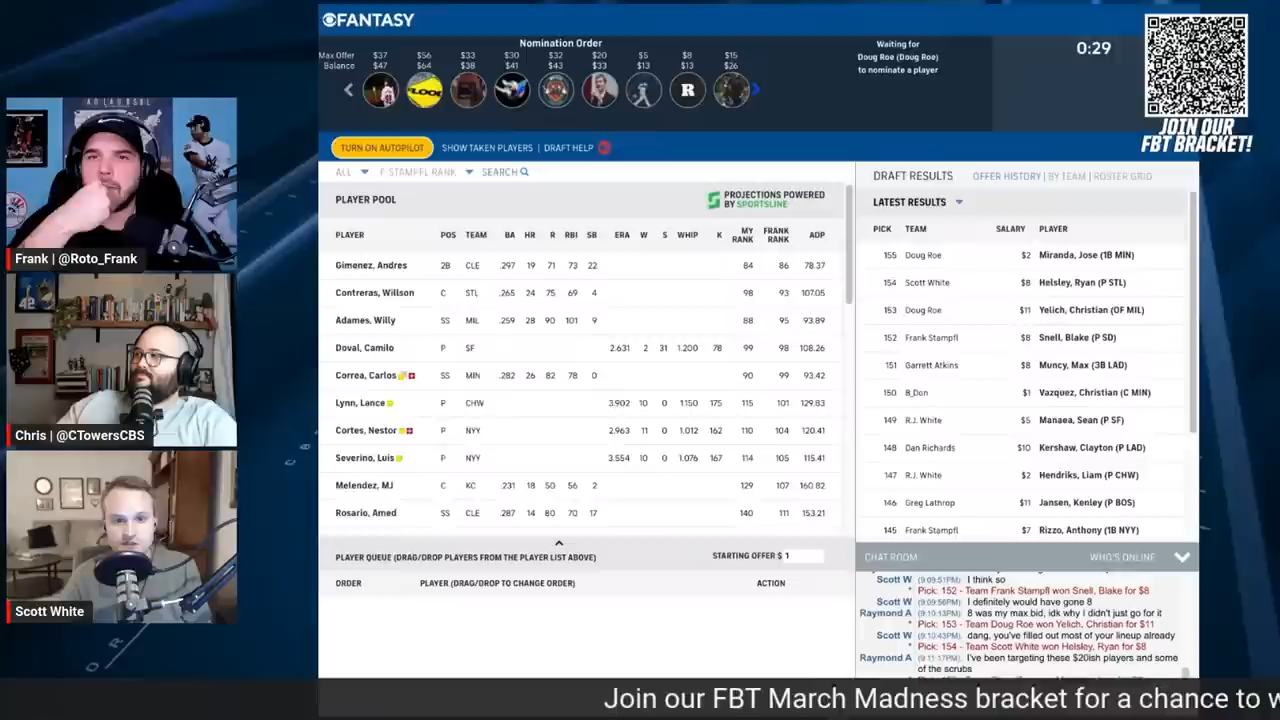 FANTASY
Nomination Order
Max Offer $37 $56 $33 $30 $32 $20 $5 $8 $15
Balance $47 $64 $38 $41 $43 $33 $13 $13 $26
FLOOR
R
Waiting for
Doug Roe (Doug Roe)
to nominate a player
0:29
JOIN OUR
FBT BRACKET!
TURN ON AUTOPILOT SHOW TAKEN PLAYERS | DRAFT HELP
ALL F STAMPFL RANK SEARCH
PLAYER POOL
PROJECTIONS POWERED
BY SPORTSLINE
PLAYER POS TEAM BA HR R RBI SB ERA W S WHIP K MY RANK FRANK RANK ADP
Gimenez, Andres 2B CLE .297 19 71 73 22 84 86 78.37
Contreras, Willson C STL .265 24 75 69 4 98 93 107.05
Adames, Willy SS MIL .259 28 90 101 9 88 95 93.89
Doval, Camilo P SF 2.631 2 31 1.200 78 99 98 108.26
Correa, Carlos SS MIN .282 26 82 78 0 90 99 93.42
Lynn, Lance P CHW 3.902 10 0 1.150 175 115 101 129.83
Cortes, Nestor P NYY 2.963 11 0 1.012 162 110 104 120.41
Severino, Luis P NYY 3.554 10 0 1.076 167 114 105 115.41
Melendez, MJ C KC .231 18 50 56 2 129 107 160.82
Rosario, Amed SS CLE .287 14 80 70 17 140 111 153.21
PLAYER QUEUE (DRAG/DROP PLAYERS FROM THE PLAYER LIST ABOVE) STARTING OFFER $ 1
ORDER PLAYER (DRAG/DROP TO CHANGE ORDER) ACTION
DRAFT RESULTS OFFER HISTORY | BY TEAM | ROSTER GRID
LATEST RESULTS
PICK TEAM SALARY PLAYER
155 Doug Roe $2 Miranda, Jose (1B MIN)
154 Scott White $8 Helsley, Ryan (P STL)
153 Doug Roe $11 Yelich, Christian (OF MIL)
152 Frank Stampfl $8 Snell, Blake (P SD)
151 Garrett Atkins $8 Muncy, Max (3B LAD)
150 B_Don $1 Vazquez, Christian (C MIN)
149 R.J. White $5 Manaea, Sean (P SF)
148 Dan Richards $10 Kershaw, Clayton (P LAD)
147 R.J. White $2 Hendriks, Liam (P CHW)
146 Greg Lathrop $11 Jansen, Kenley (P BOS)
145 Frank Stampfl $7 Rizzo, Anthony (1B NYY)
CHAT ROOM WHO'S ONLINE
Scott W (9:09:51PM): I think so
* Pick: 152 - Team Frank Stampfl won Snell, Blake for $8
Scott W (9:09:56PM): I definitely would have gone 8
Raymond A (9:10:13PM): 8 was my max bid, idk why I didn't just go for it
* Pick: 153 - Team Doug Roe won Yelich, Christian for $11
Scott W (9:10:43PM): dang, you've filled out most of your lineup already
* Pick: 154 - Team Scott White won Helsley, Ryan for $8
Raymond A (9:11:17PM): I've been targeting these $20ish players and some
of the scrubs
Frank | @Roto_Frank
42
Chris | @CTowersCBS
Scott White
Join our FBT March Madness bracket for a chance to w